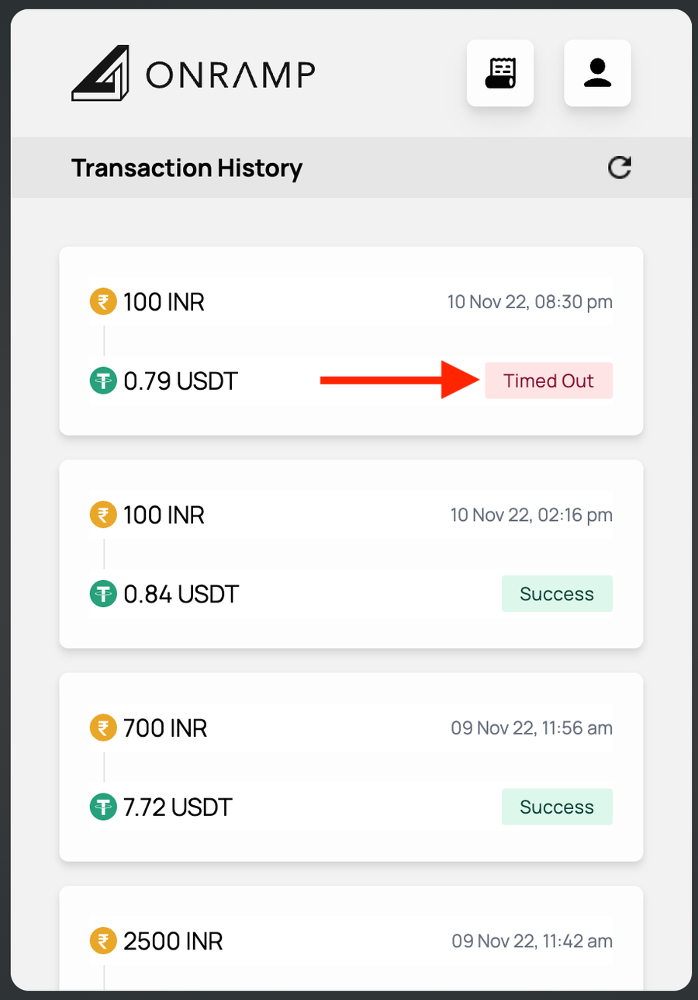 ONRAMP
Transaction History
₹ 100 INR
10 Nov 22, 08:30 pm
0.79 USDT
Timed Out
₹ 100 INR
10 Nov 22, 02:16 pm
0.84 USDT
Success
₹ 700 INR
09 Nov 22, 11:56 am
7.72 USDT
Success
₹ 2500 INR
09 Nov 22, 11:42 am